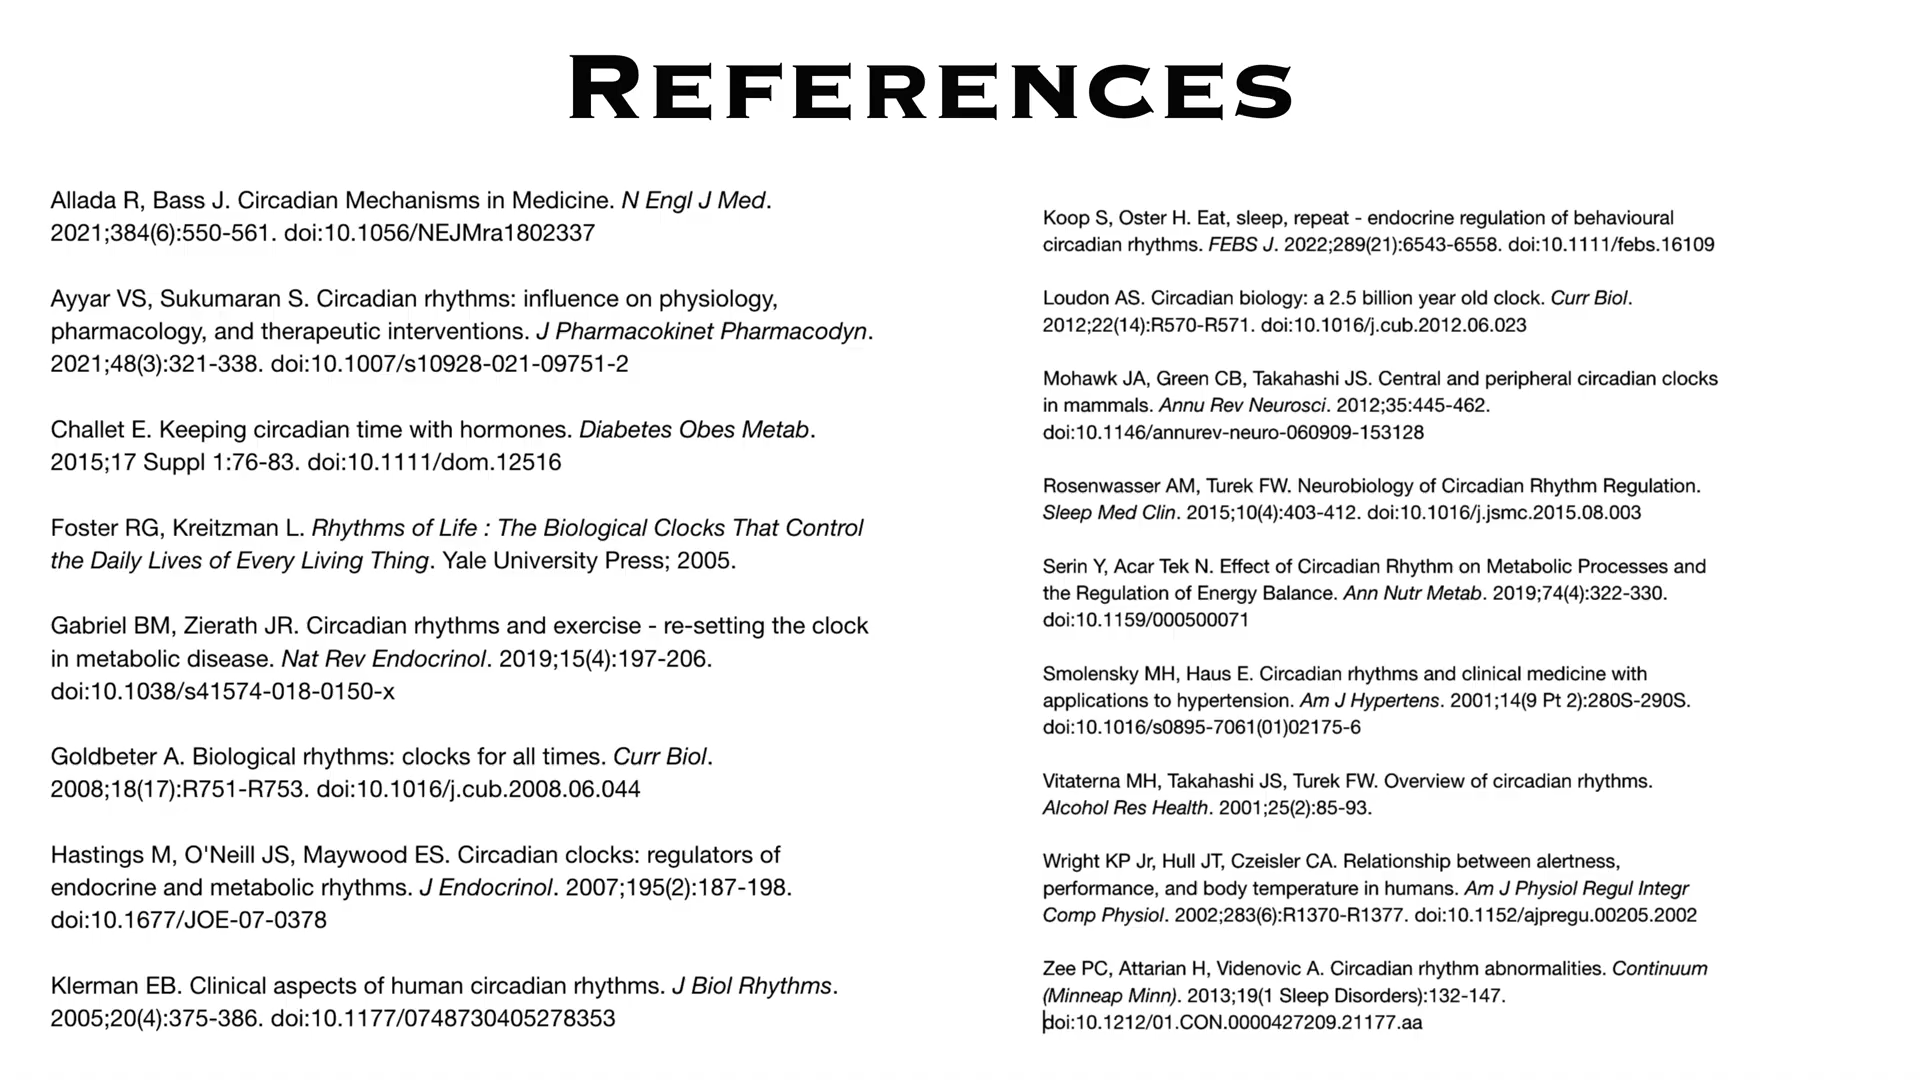 REFERENCES
Allada R, Bass J. Circadian Mechanisms in Medicine. N Engl J Med.
2021;384(6):550-561. doi:10.1056/NEJMra1802337
Ayyar VS, Sukumaran S. Circadian rhythms: influence on physiology,
pharmacology, and therapeutic interventions. J Pharmacokinet Pharmacodyn.
2021;48(3):321-338. doi:10.1007/s10928-021-09751-2
Challet E. Keeping circadian time with hormones. Diabetes Obes Metab.
2015;17 Suppl 1:76-83. doi:10.1111/dom.12516
Foster RG, Kreitzman L. Rhythms of Life : The Biological Clocks That Control
the Daily Lives of Every Living Thing. Yale University Press; 2005.
Gabriel BM, Zierath JR. Circadian rhythms and exercise - re-setting the clock
in metabolic disease. Nat Rev Endocrinol. 2019;15(4):197-206.
doi:10.1038/s41574-018-0150-x
Goldbeter A. Biological rhythms: clocks for all times. Curr Biol.
2008;18(17):R751-R753. doi:10.1016/j.cub.2008.06.044
Hastings M, O'Neill JS, Maywood ES. Circadian clocks: regulators of
endocrine and metabolic rhythms. J Endocrinol. 2007;195(2):187-198.
doi:10.1677/JOE-07-0378
Klerman EB. Clinical aspects of human circadian rhythms. J Biol Rhythms.
2005;20(4):375-386. doi:10.1177/0748730405278353
Koop S, Oster H. Eat, sleep, repeat - endocrine regulation of behavioural
circadian rhythms. FEBS J. 2022;289(21):6543-6558. doi:10.1111/febs.16109
Loudon AS. Circadian biology: a 2.5 billion year old clock. Curr Biol.
2012;22(14):R570-R571. doi:10.1016/j.cub.2012.06.023
Mohawk JA, Green CB, Takahashi JS. Central and peripheral circadian clocks
in mammals. Annu Rev Neurosci. 2012;35:445-462.
doi:10.1146/annurev-neuro-060909-153128
Rosenwasser AM, Turek FW. Neurobiology of Circadian Rhythm Regulation.
Sleep Med Clin. 2015;10(4):403-412. doi:10.1016/j.jsmc.2015.08.003
Serin Y, Acar Tek N. Effect of Circadian Rhythm on Metabolic Processes and
the Regulation of Energy Balance. Ann Nutr Metab. 2019;74(4):322-330.
doi:10.1159/000500071
Smolensky MH, Haus E. Circadian rhythms and clinical medicine with
applications to hypertension. Am J Hypertens. 2001;14(9 Pt 2):280S-290S.
doi:10.1016/s0895-7061(01)02175-6
Vitaterna MH, Takahashi JS, Turek FW. Overview of circadian rhythms.
Alcohol Res Health. 2001;25(2):85-93.
Wright KP Jr, Hull JT, Czeisler CA. Relationship between alertness,
performance, and body temperature in humans. Am J Physiol Regul Integr
Comp Physiol. 2002;283(6):R1370-R1377. doi:10.1152/ajpregu.00205.2002
Zee PC, Attarian H, Videnovic A. Circadian rhythm abnormalities. Continuum
(Minneap Minn). 2013;19(1 Sleep Disorders):132-147.
doi:10.1212/01.CON.0000427209.21177.aa